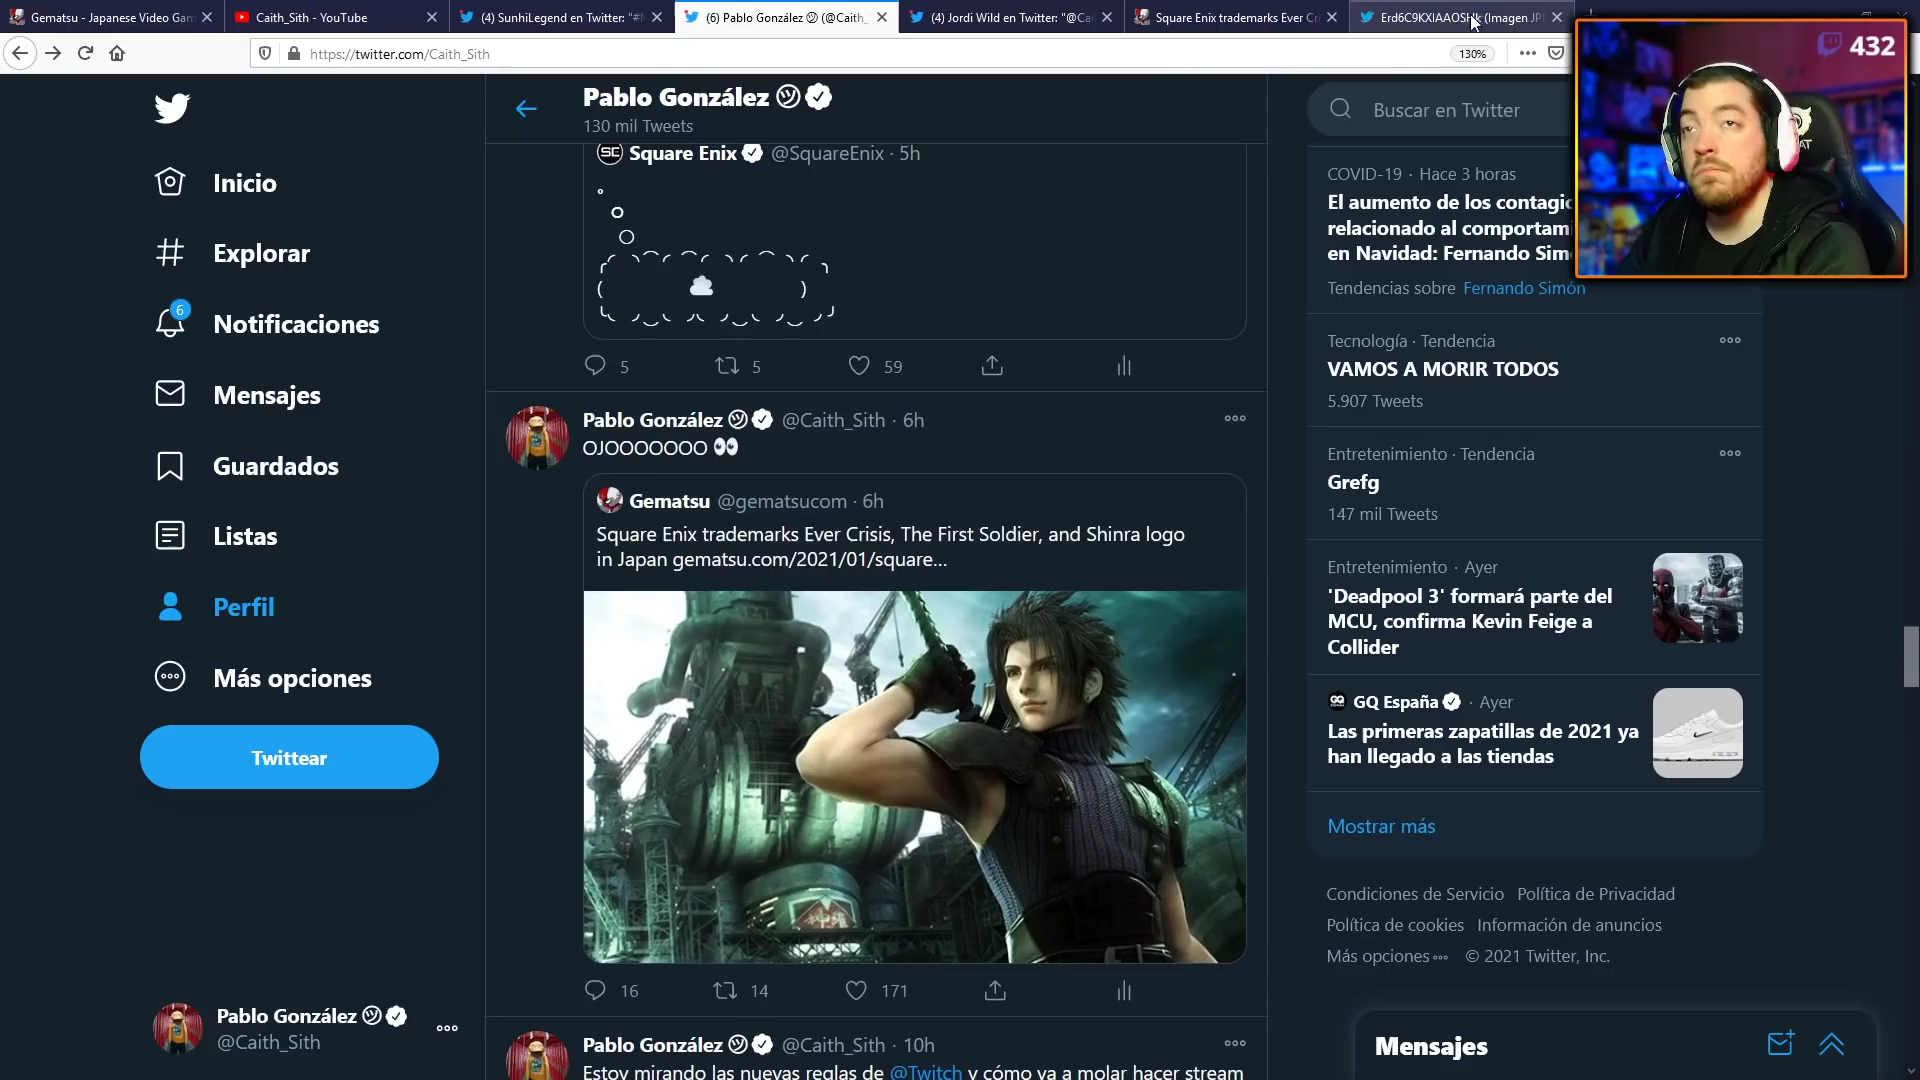 Gematsu - Japanese Video Gam
Caith_Sith - YouTube
(4) SunhiLegend en Twitter: "#I
(6) Pablo González (@Caith_
(4) Jordi Wild en Twitter: "@Cai
Square Enix trademarks Ever Cri
(Imagen JP
https://twitter.com/Caith_Sith
130%
432
Inicio
Explorar
6
Notificaciones
Mensajes
Guardados
Listas
Perfil
Más opciones
Twittear
Pablo González
@Caith_Sith
Pablo González
130 mil Tweets
Square Enix @SquareEnix · 5h
5 5 59
Pablo González @Caith_Sith · 6h
OJOOOOOOO
Gematsu @gematsucom · 6h
Square Enix trademarks Ever Crisis, The First Soldier, and Shinra logo
in Japan gematsu.com/2021/01/square...
16 14 171
Pablo González @Caith_Sith · 10h
Estoy mirando las nuevas reglas de @Twitch y cómo va a molar hacer stream
Buscar en Twitter
COVID-19 · Hace 3 horas
El aumento de los contagio
relacionado al comportam
en Navidad: Fernando Sim
Tendencias sobre Fernando Simón
Tecnología · Tendencia
VAMOS A MORIR TODOS
5.907 Tweets
Entretenimiento · Tendencia
Grefg
147 mil Tweets
Entretenimiento · Ayer
'Deadpool 3' formará parte del
MCU, confirma Kevin Feige a
Collider
GQ España · Ayer
Las primeras zapatillas de 2021 ya
han llegado a las tiendas
Mostrar más
Condiciones de Servicio Política de Privacidad
Política de cookies Información de anuncios
Más opciones © 2021 Twitter, Inc.
Mensajes